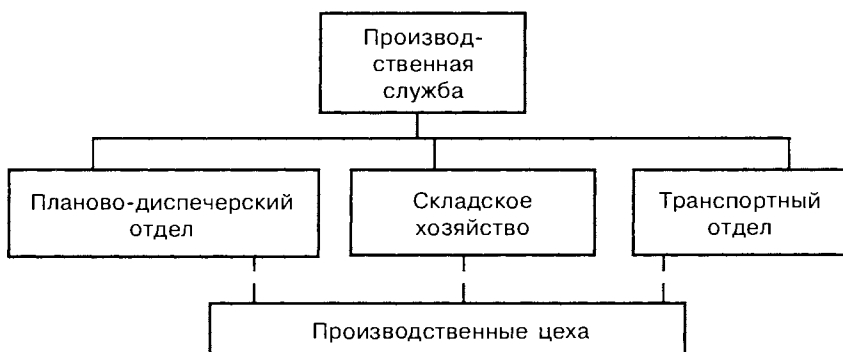 Производ-
ственная
служба
Планово-диспечерский
отдел
Складское
хозяйство
Транспортный
отдел
Производственные цеха